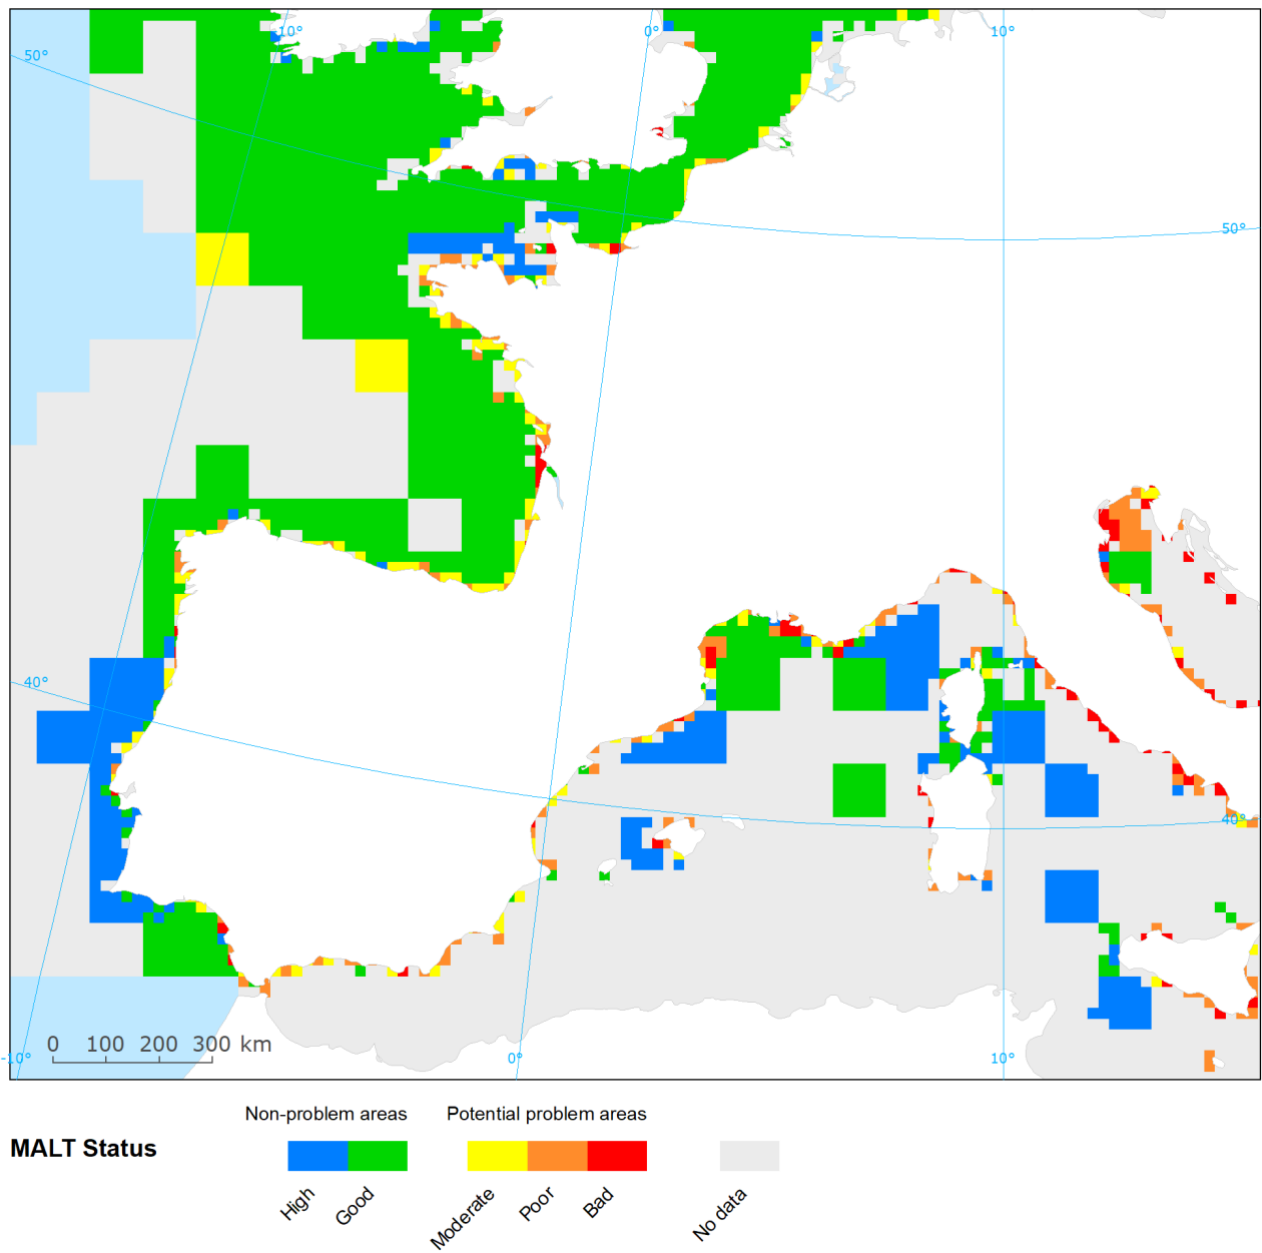 -10°
0°
10°
50°
50°
40°
40°
0 100 200 300 km
-10°
0°
10°
Non-problem areas
Potential problem areas
MALT Status
High
Good
Moderate
Poor
Bad
No data